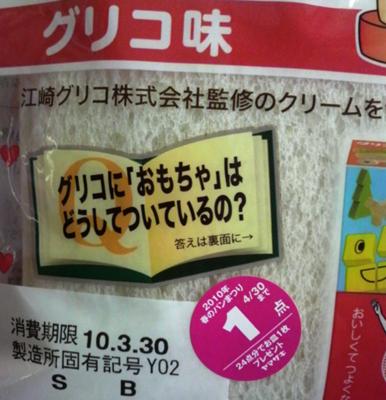 グリコ味
江崎グリコ株式会社監修のクリームを
グリコに「おもちゃ」は
どうしてついているの?
答えは裏面に→
2010年
春のパンまつり
4/30まで
1点
24点分でお皿1枚
プレゼント
ヤマザキ
消費期限 10.3.30
製造所固有記号 Y02
S B
おいしくてつよくな